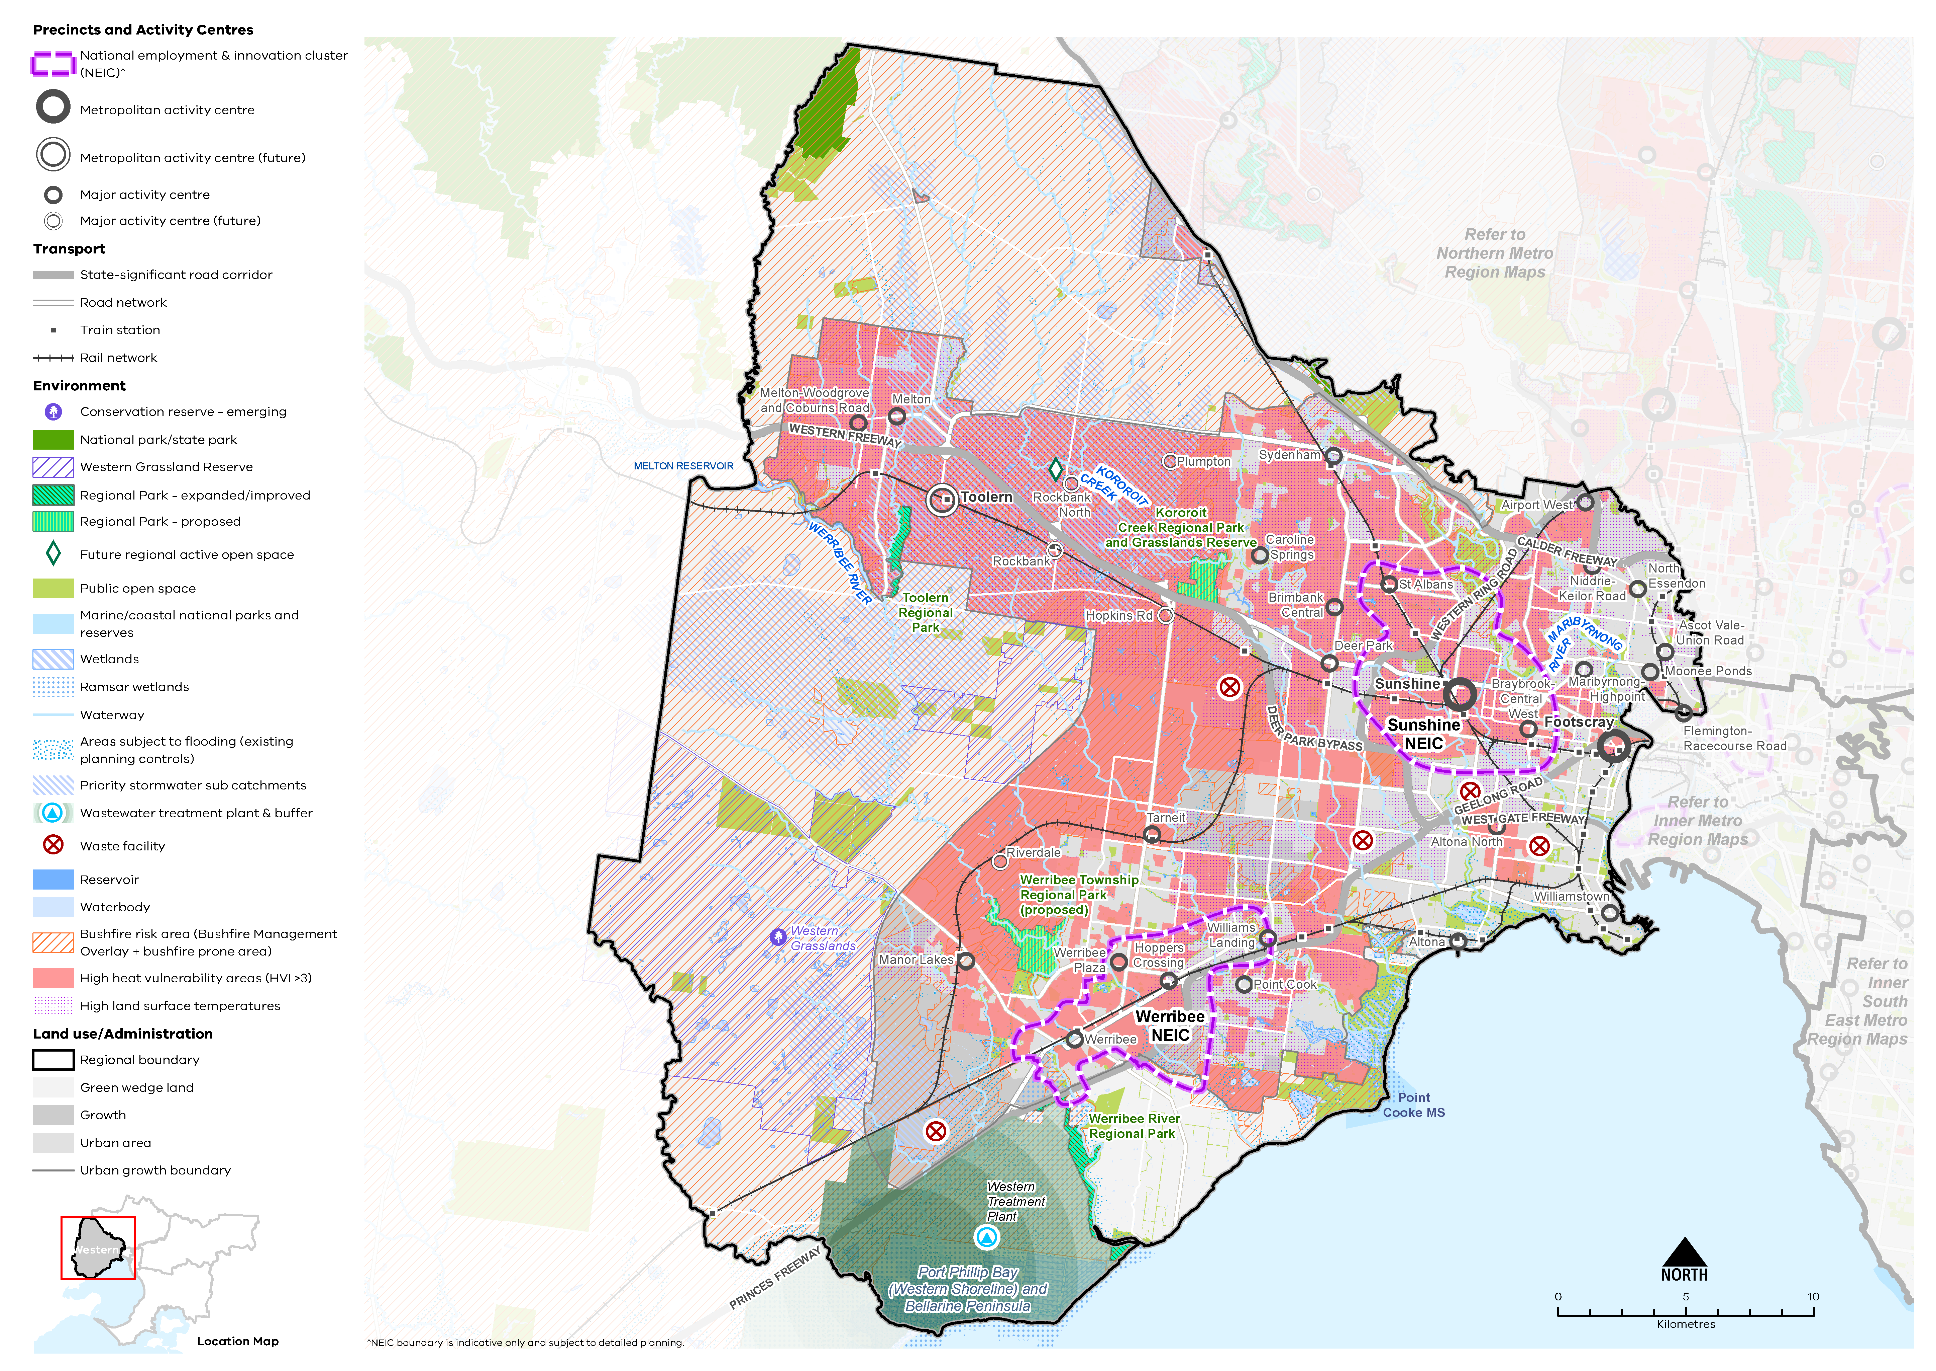 Precincts and Activity Centres
National employment & innovation cluster
(NEIC)^
Metropolitan activity centre
Metropolitan activity centre (future)
Major activity centre
Major activity centre (future)
Transport
State-significant road corridor
Road network
Train station
Rail network
Environment
Conservation reserve - emerging
National park/state park
Western Grassland Reserve
Regional Park - expanded/improved
Regional Park - proposed
Future regional active open space
Public open space
Marine/coastal national parks and
reserves
Wetlands
Ramsar wetlands
Waterway
Areas subject to flooding (existing
planning controls)
Priority stormwater sub catchments
Wastewater treatment plant & buffer
Waste facility
Reservoir
Waterbody
Bushfire risk area (Bushfire Management
Overlay + bushfire prone area)
High heat vulnerability areas (HVI >3)
High land surface temperatures
Land use/Administration
Regional boundary
Green wedge land
Growth
Urban area
Urban growth boundary
Western
Location Map
Refer to
Northern Metro
Region Maps
Melton-Woodgrove
and Coburns Road
Melton
WESTERN FREEWAY
MELTON RESERVOIR
Toolern
WERRIBEE RIVER
Toolern
Regional
Park
Rockbank
North
Rockbank
KOROROIT
CREEK
Plumpton
Sydenham
Kororoit
Creek Regional Park
and Grasslands Reserve
Caroline
Springs
Hopkins Rd
Brimbank
Central
Deer Park
St Albans
Airport West
CALDER FREEWAY
WESTERN RING ROAD
Niddrie-
Keilor Road
North
Essendon
MARIBYRNONG
RIVER
Ascot Vale-
Union Road
Moonee Ponds
Maribyrnong-
Highpoint
Sunshine
Sunshine
NEIC
Braybrook-
Central
West
Footscray
Flemington-
Racecourse Road
DEER PARK BYPASS
GEELONG ROAD
WEST GATE FREEWAY
Altona North
Refer to
Inner Metro
Region Maps
Tarneit
Riverdale
Werribee Township
Regional Park
(proposed)
Williamstown
Altona
Williams
Landing
Hoppers
Crossing
Werribee
Plaza
Manor Lakes
Western
Grasslands
Point Cook
Werribee
NEIC
Werribee
Refer to
Inner
South
East Metro
Region Maps
Point
Cooke MS
Werribee River
Regional Park
Western
Treatment
Plant
Port Phillip Bay
(Western Shoreline) and
Bellarine Peninsula
PRINCES FREEWAY
NORTH
0 5 10
Kilometres
^NEIC boundary is indicative only and subject to detailed planning.